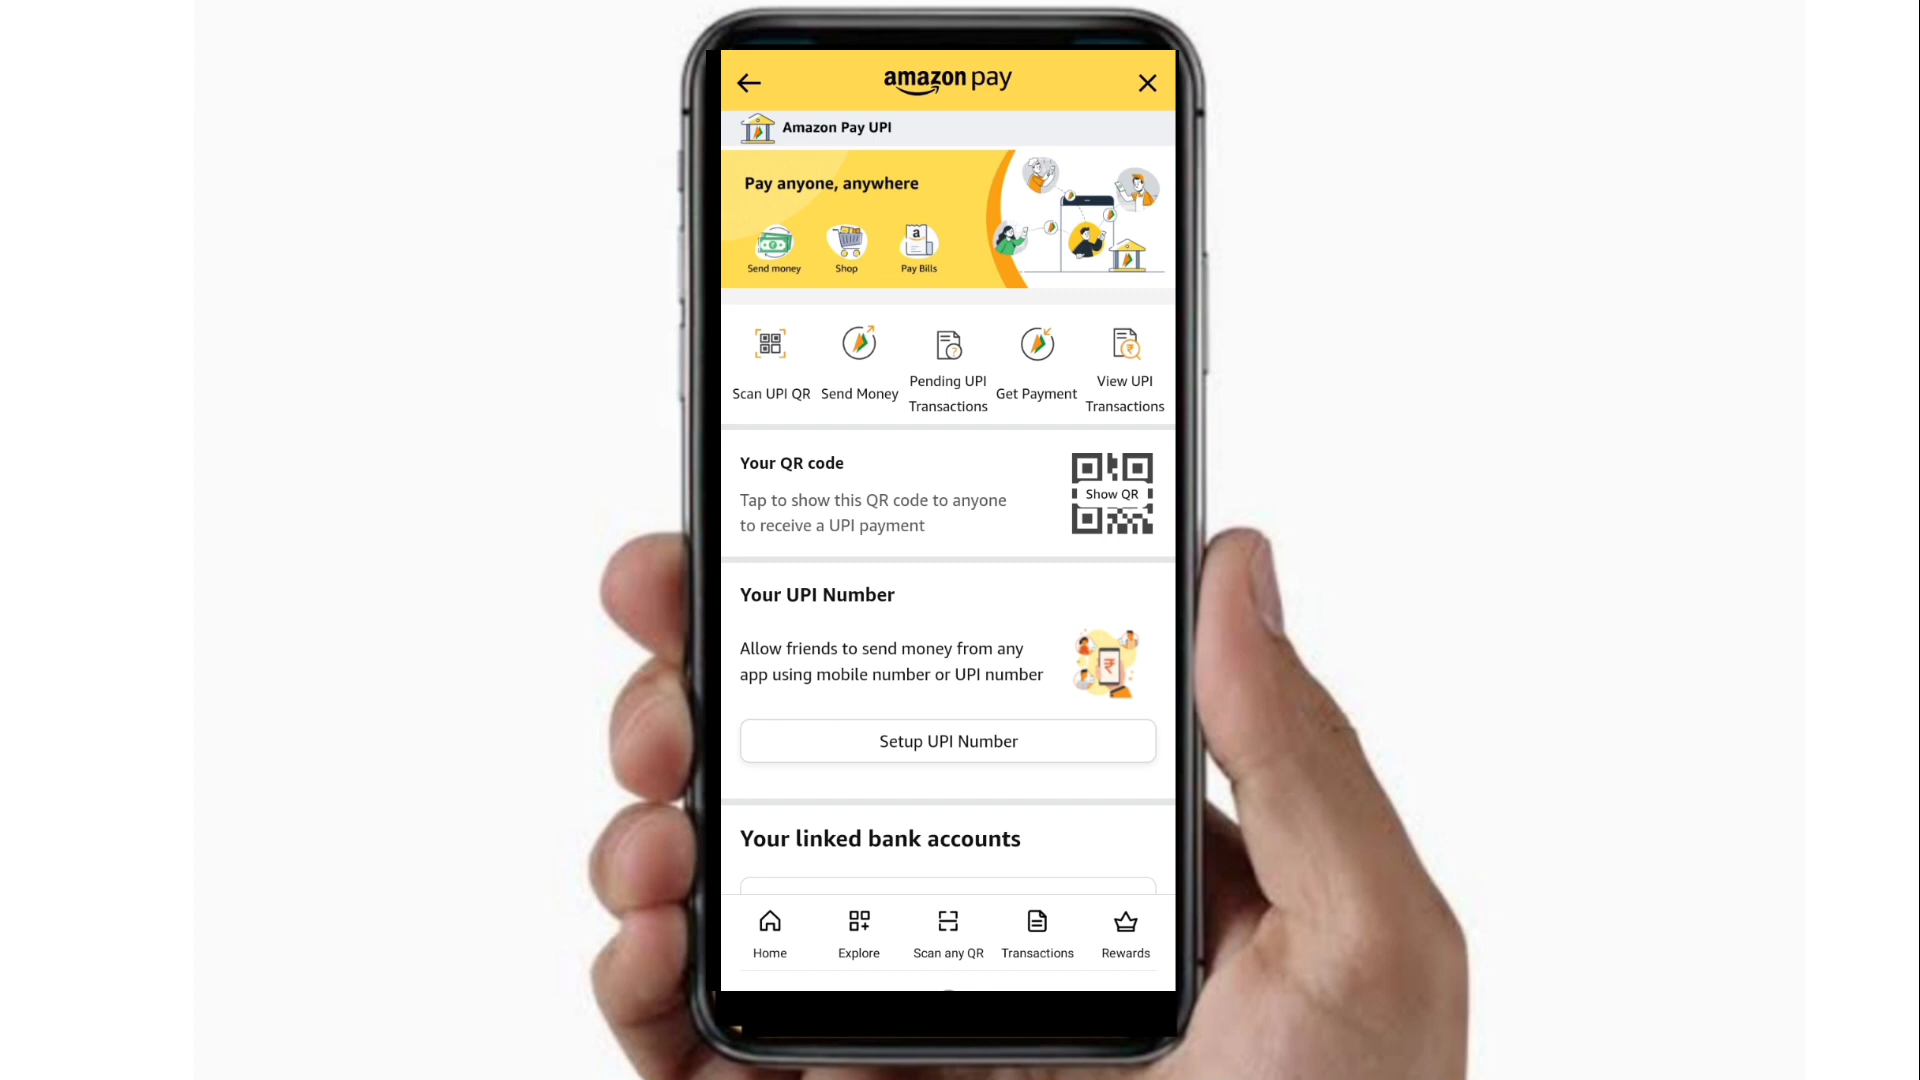 amazon pay
Amazon Pay UPI
Pay anyone, anywhere
a
Send money
Shop
Pay Bills
Scan UPI QR
Send Money
Pending UPI
Transactions
Get Payment
View UPI
Transactions
Your QR code
Tap to show this QR code to anyone
to receive a UPI payment
Show QR
Your UPI Number
Allow friends to send money from any
app using mobile number or UPI number
₹
Setup UPI Number
Your linked bank accounts
Home
Explore
Scan any QR
Transactions
Rewards